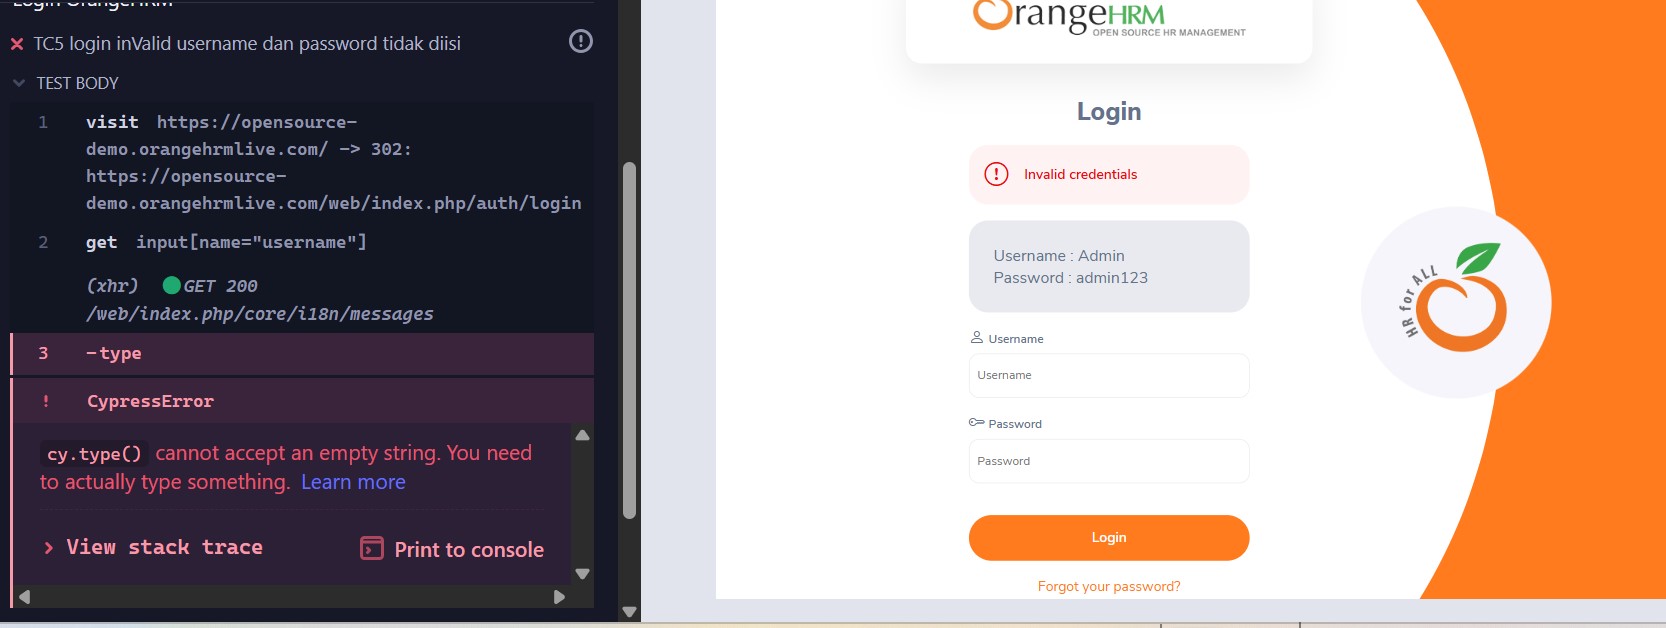 Login OrangeHRM
TC5 login inValid username dan password tidak diisi
TEST BODY
1 visit https://opensource-
demo.orangehrmlive.com/ -> 302:
https://opensource-
demo.orangehrmlive.com/web/index.php/auth/login
2 get input[name="username"]
(xhr) GET 200
/web/index.php/core/i18n/messages
3 -type
! CypressError
cy.type() cannot accept an empty string. You need
to actually type something. Learn more
> View stack trace
Print to console
OrangeHRM
OPEN SOURCE HR MANAGEMENT
Login
Invalid credentials
Username : Admin
Password : admin123
Username
Username
Password
Password
Login
Forgot your password?
HR for ALL